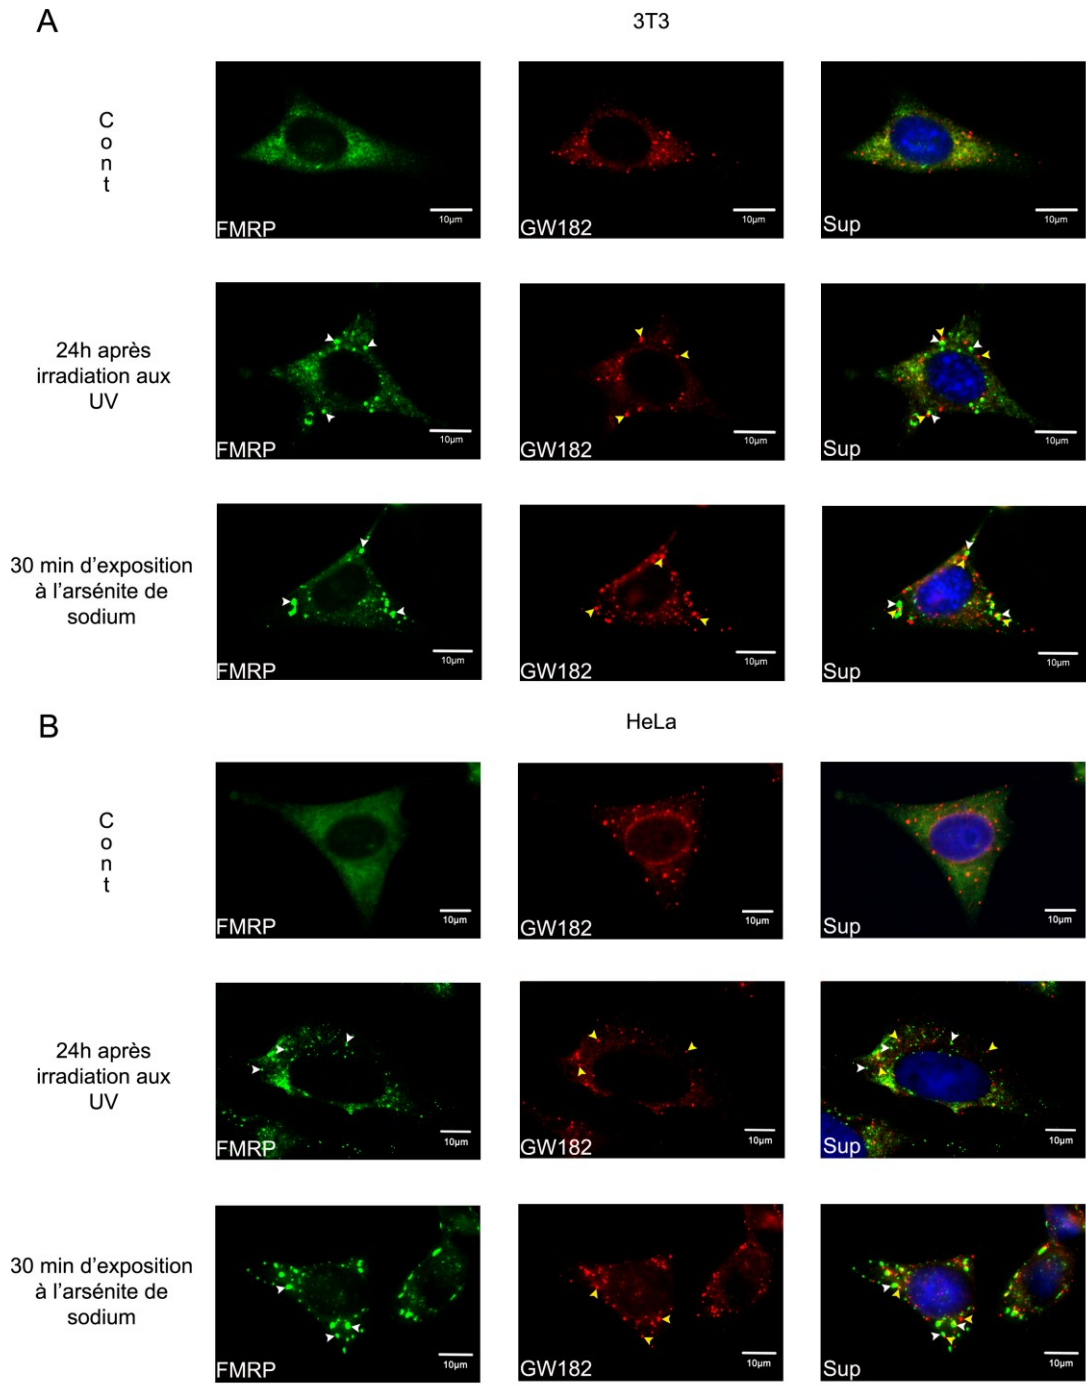 A
3T3
C
o
n
t
10µm
FMRP
10µm
GW182
10µm
Sup
24h après
irradiation aux
UV
10µm
FMRP
10µm
GW182
10µm
Sup
30 min d'exposition
à l'arsénite de
sodium
10µm
FMRP
10µm
GW182
10µm
Sup
B
HeLa
C
o
n
t
10µm
FMRP
10µm
GW182
10µm
Sup
24h après
irradiation aux
UV
10µm
FMRP
10µm
GW182
10µm
Sup
30 min d'exposition
à l'arsénite de
sodium
10µm
FMRP
10µm
GW182
10µm
Sup